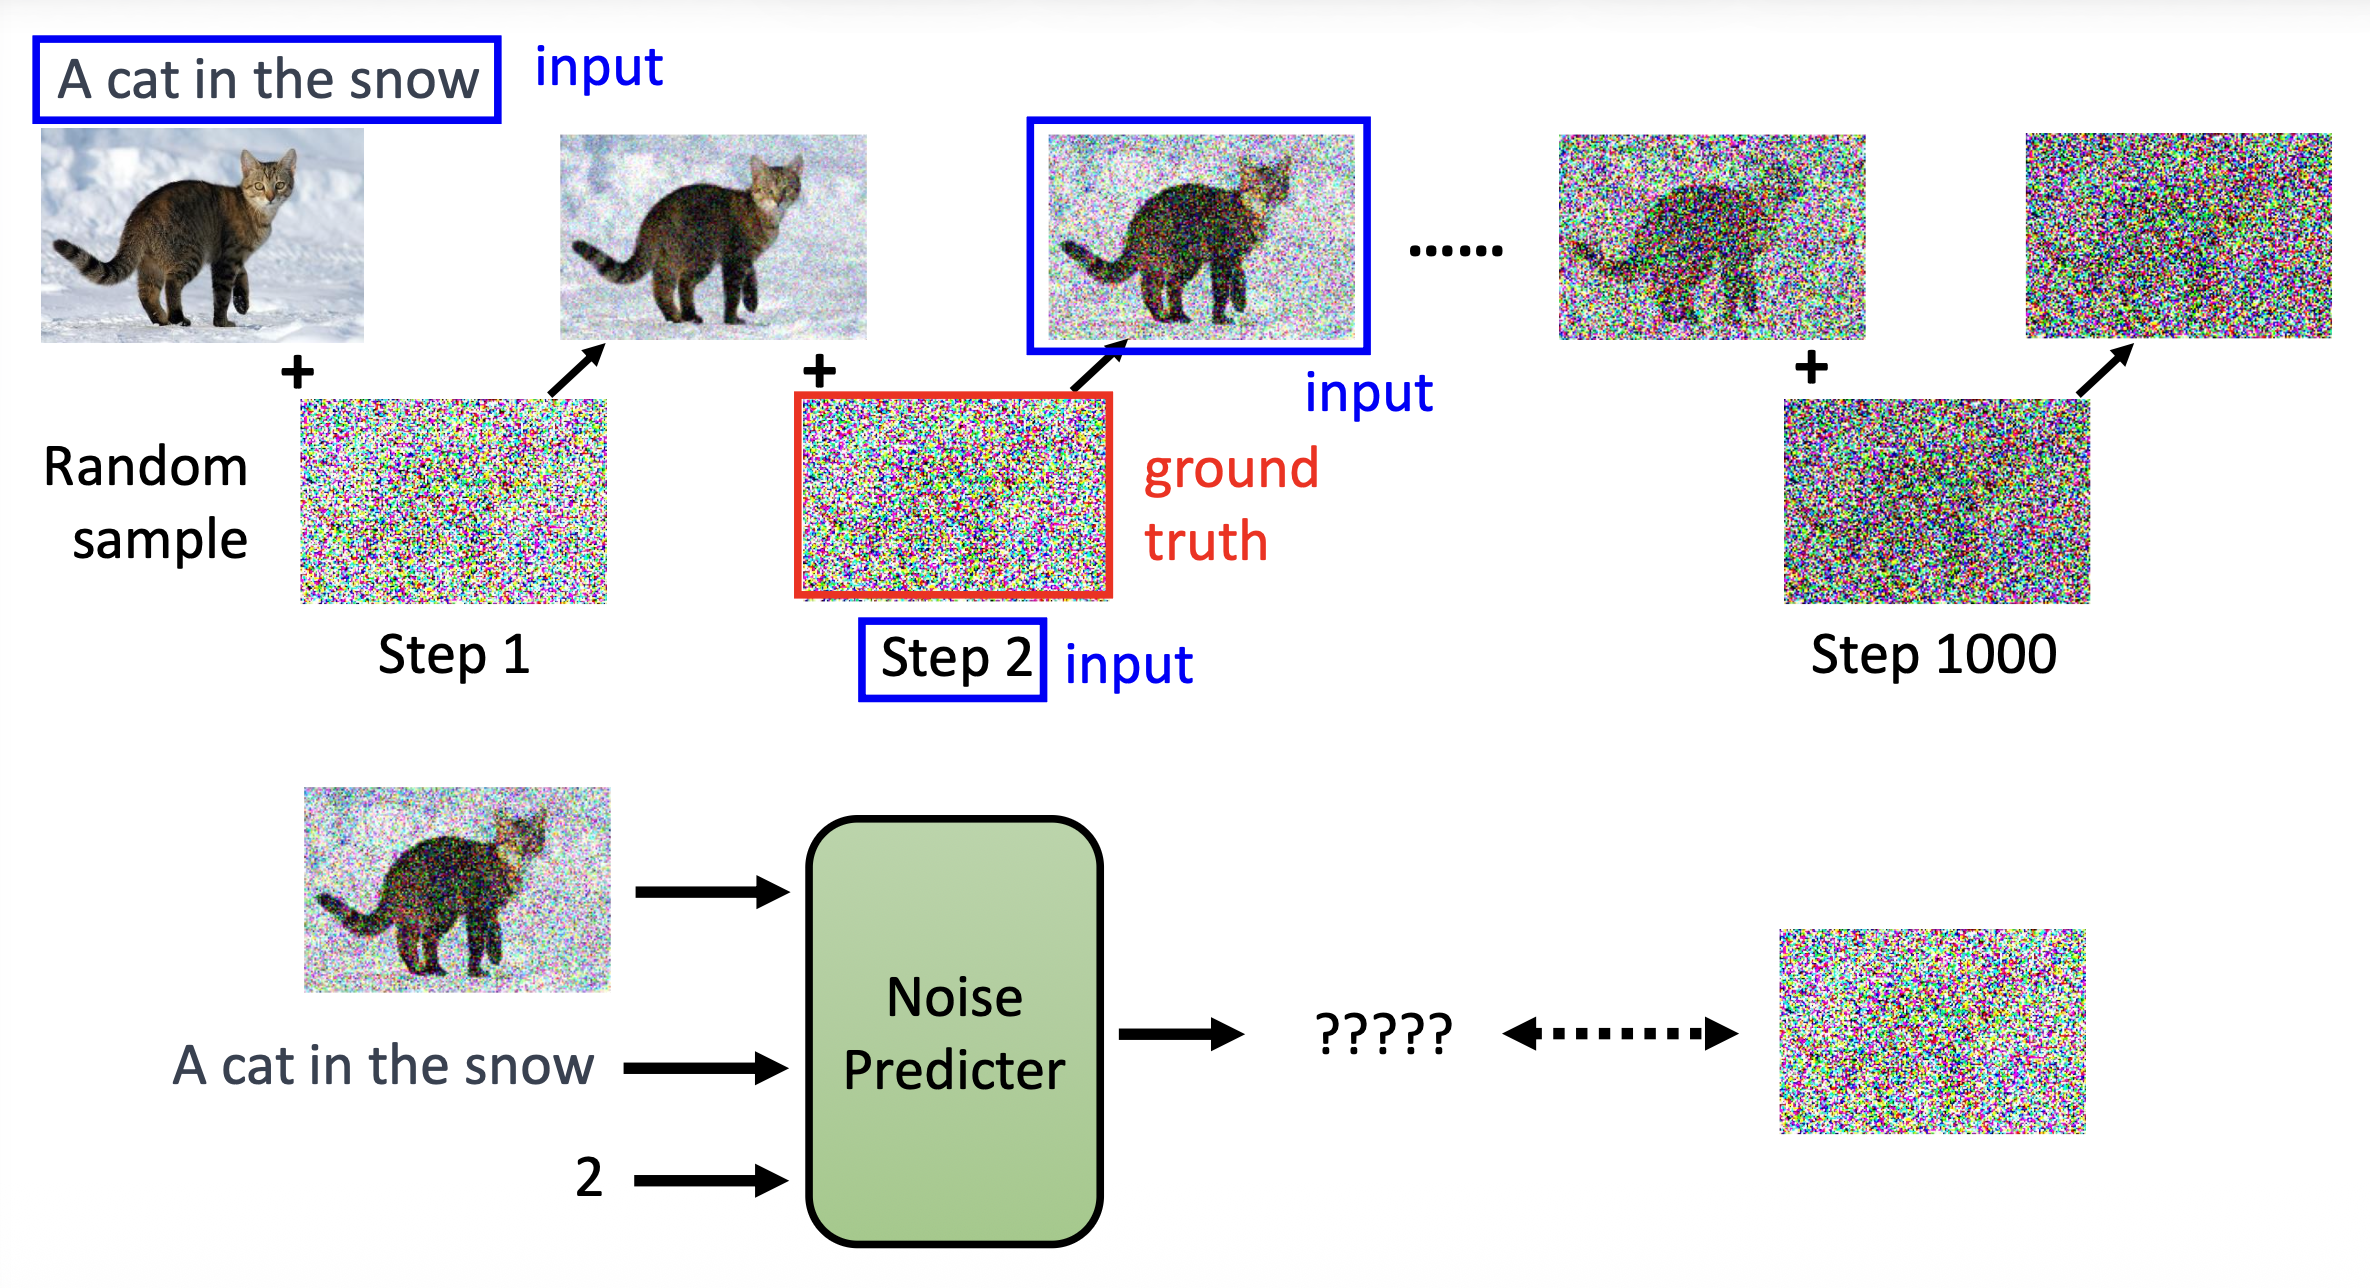 A cat in the snow
input
......
input
Random
sample
ground
truth
Step 1
Step 2
input
Step 1000
Noise
Predicter
A cat in the snow
2
?????